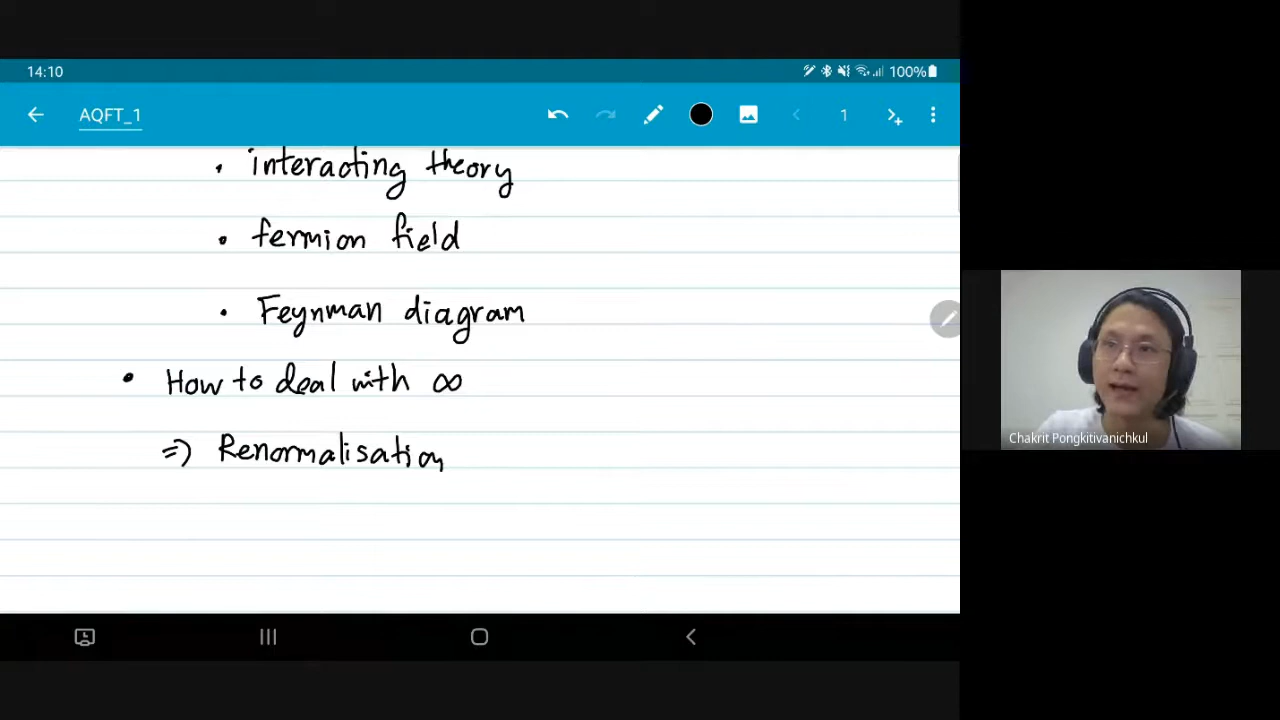 14:10
100%
AQFT_1
1
• interacting theory
• fermion field
• Feynman diagram
• How to deal with ∞
⇒ Renormalisation
Chakrit Pongkitivanichkul